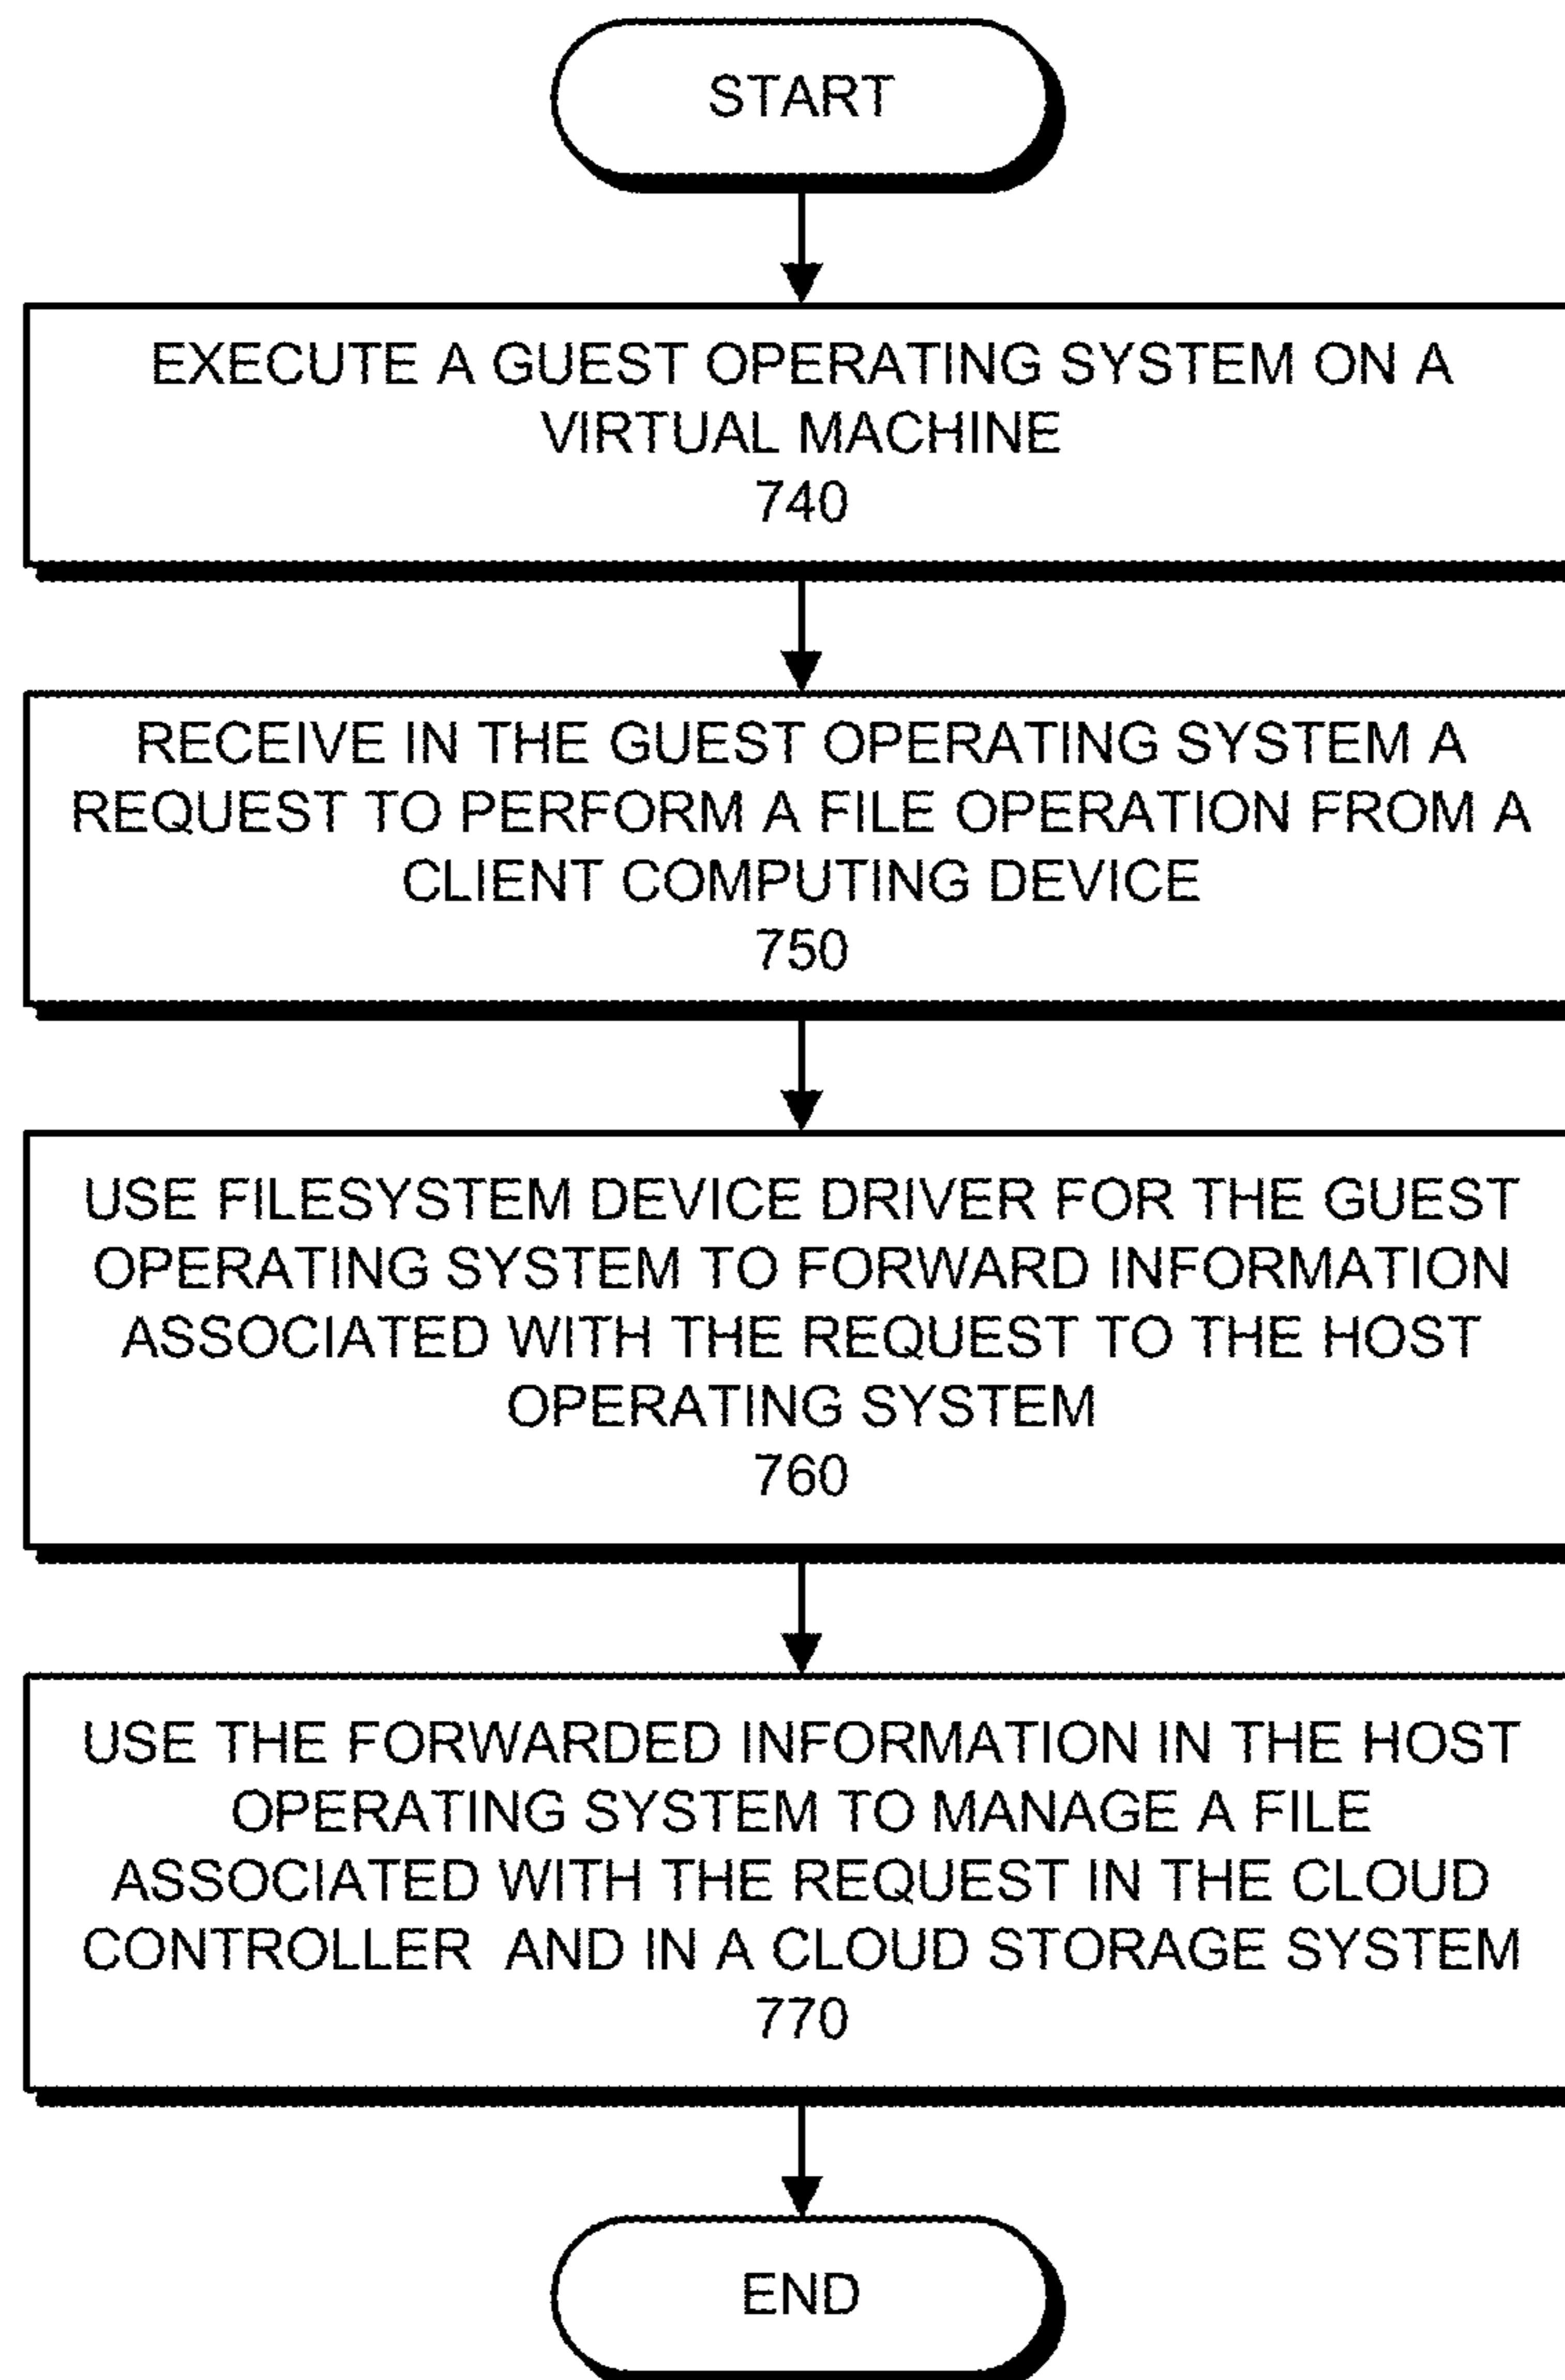 START
EXECUTE A GUEST OPERATING SYSTEM ON A
VIRTUAL MACHINE
740
RECEIVE IN THE GUEST OPERATING SYSTEM A
REQUEST TO PERFORM A FILE OPERATION FROM A
CLIENT COMPUTING DEVICE
750
USE FILESYSTEM DEVICE DRIVER FOR THE GUEST
OPERATING SYSTEM TO FORWARD INFORMATION
ASSOCIATED WITH THE REQUEST TO THE HOST
OPERATING SYSTEM
760
USE THE FORWARDED INFORMATION IN THE HOST
OPERATING SYSTEM TO MANAGE A FILE
ASSOCIATED WITH THE REQUEST IN THE CLOUD
CONTROLLER AND IN A CLOUD STORAGE SYSTEM
770
END